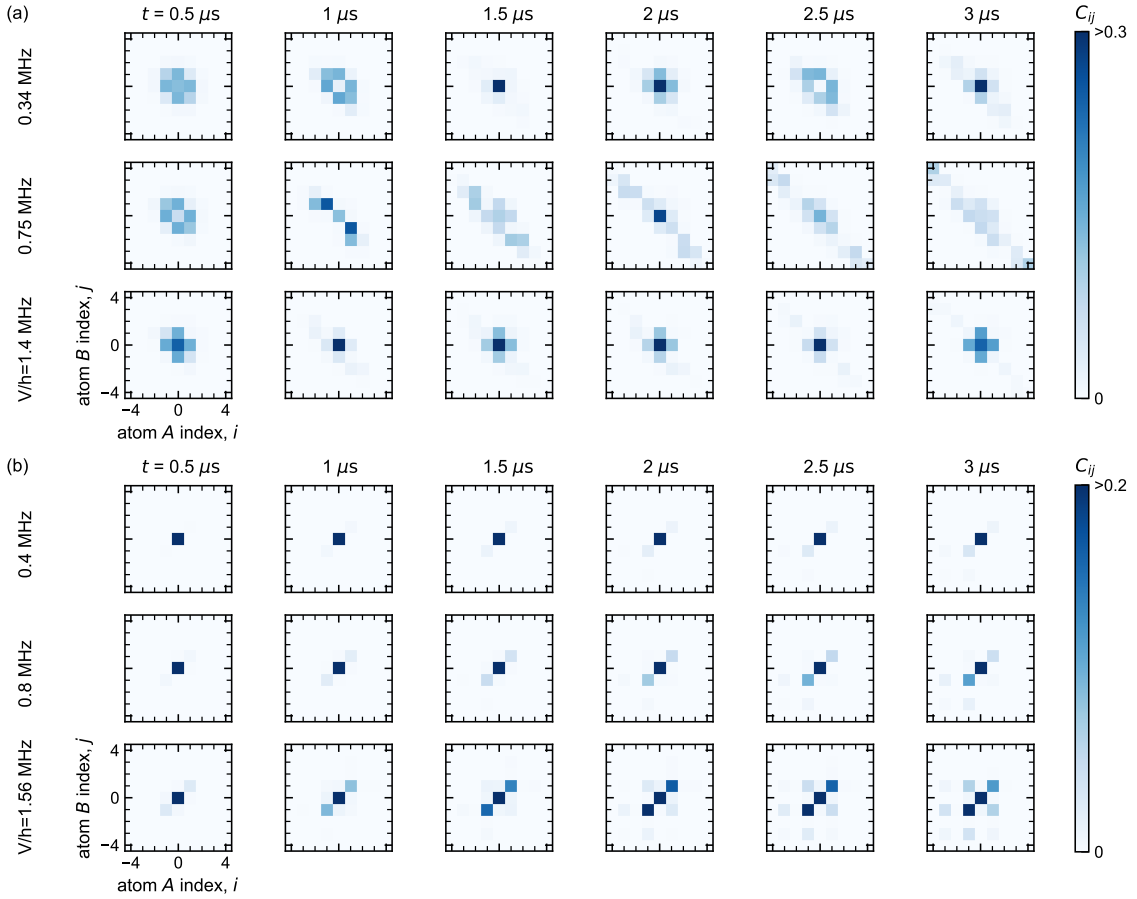 (a)
t = 0.5 μs
1 μs
1.5 μs
2 μs
2.5 μs
3 μs
C_ij
>0.3
0
0.34 MHz
0.75 MHz
V/h=1.4 MHz
atom B index, j
4
0
−4
−4 0 4
atom A index, i
(b)
t = 0.5 μs
1 μs
1.5 μs
2 μs
2.5 μs
3 μs
C_ij
>0.2
0
0.4 MHz
0.8 MHz
V/h=1.56 MHz
atom B index, j
4
0
−4
−4 0 4
atom A index, i